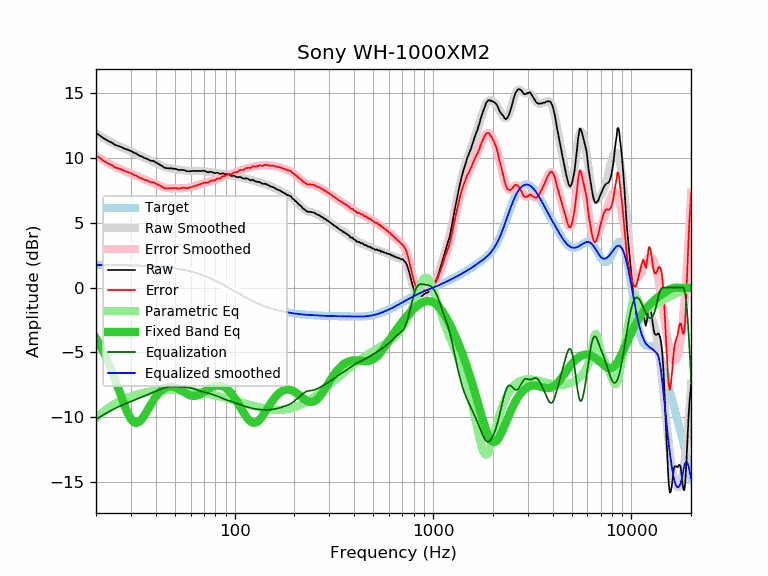 Sony WH-1000XM2
Amplitude (dBr)
15
10
5
0
−5
−10
−15
Target
Raw Smoothed
Error Smoothed
Raw
Error
Parametric Eq
Fixed Band Eq
Equalization
Equalized smoothed
100
1000
10000
Frequency (Hz)